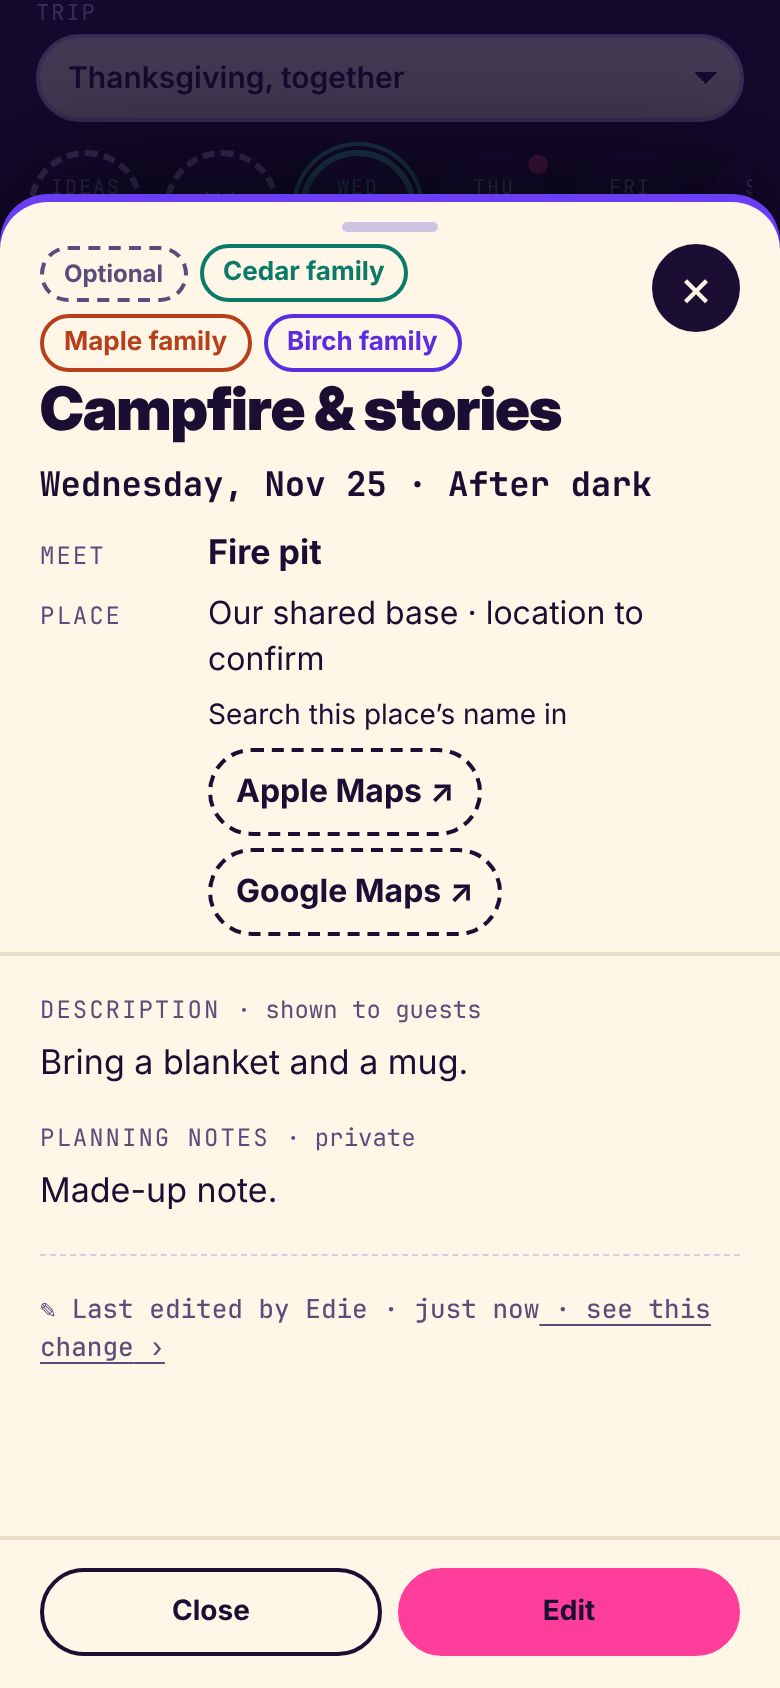 TRIP
Thanksgiving, together
IDEAS
WED
THU
FRI
Optional
Cedar family
×
Maple family
Birch family
Campfire & stories
Wednesday, Nov 25 · After dark
MEET
Fire pit
PLACE
Our shared base · location to
confirm
Search this place’s name in
Apple Maps ↗
Google Maps ↗
DESCRIPTION · shown to guests
Bring a blanket and a mug.
PLANNING NOTES · private
Made-up note.
✎ Last edited by Edie · just now · see this
change ›
Close
Edit